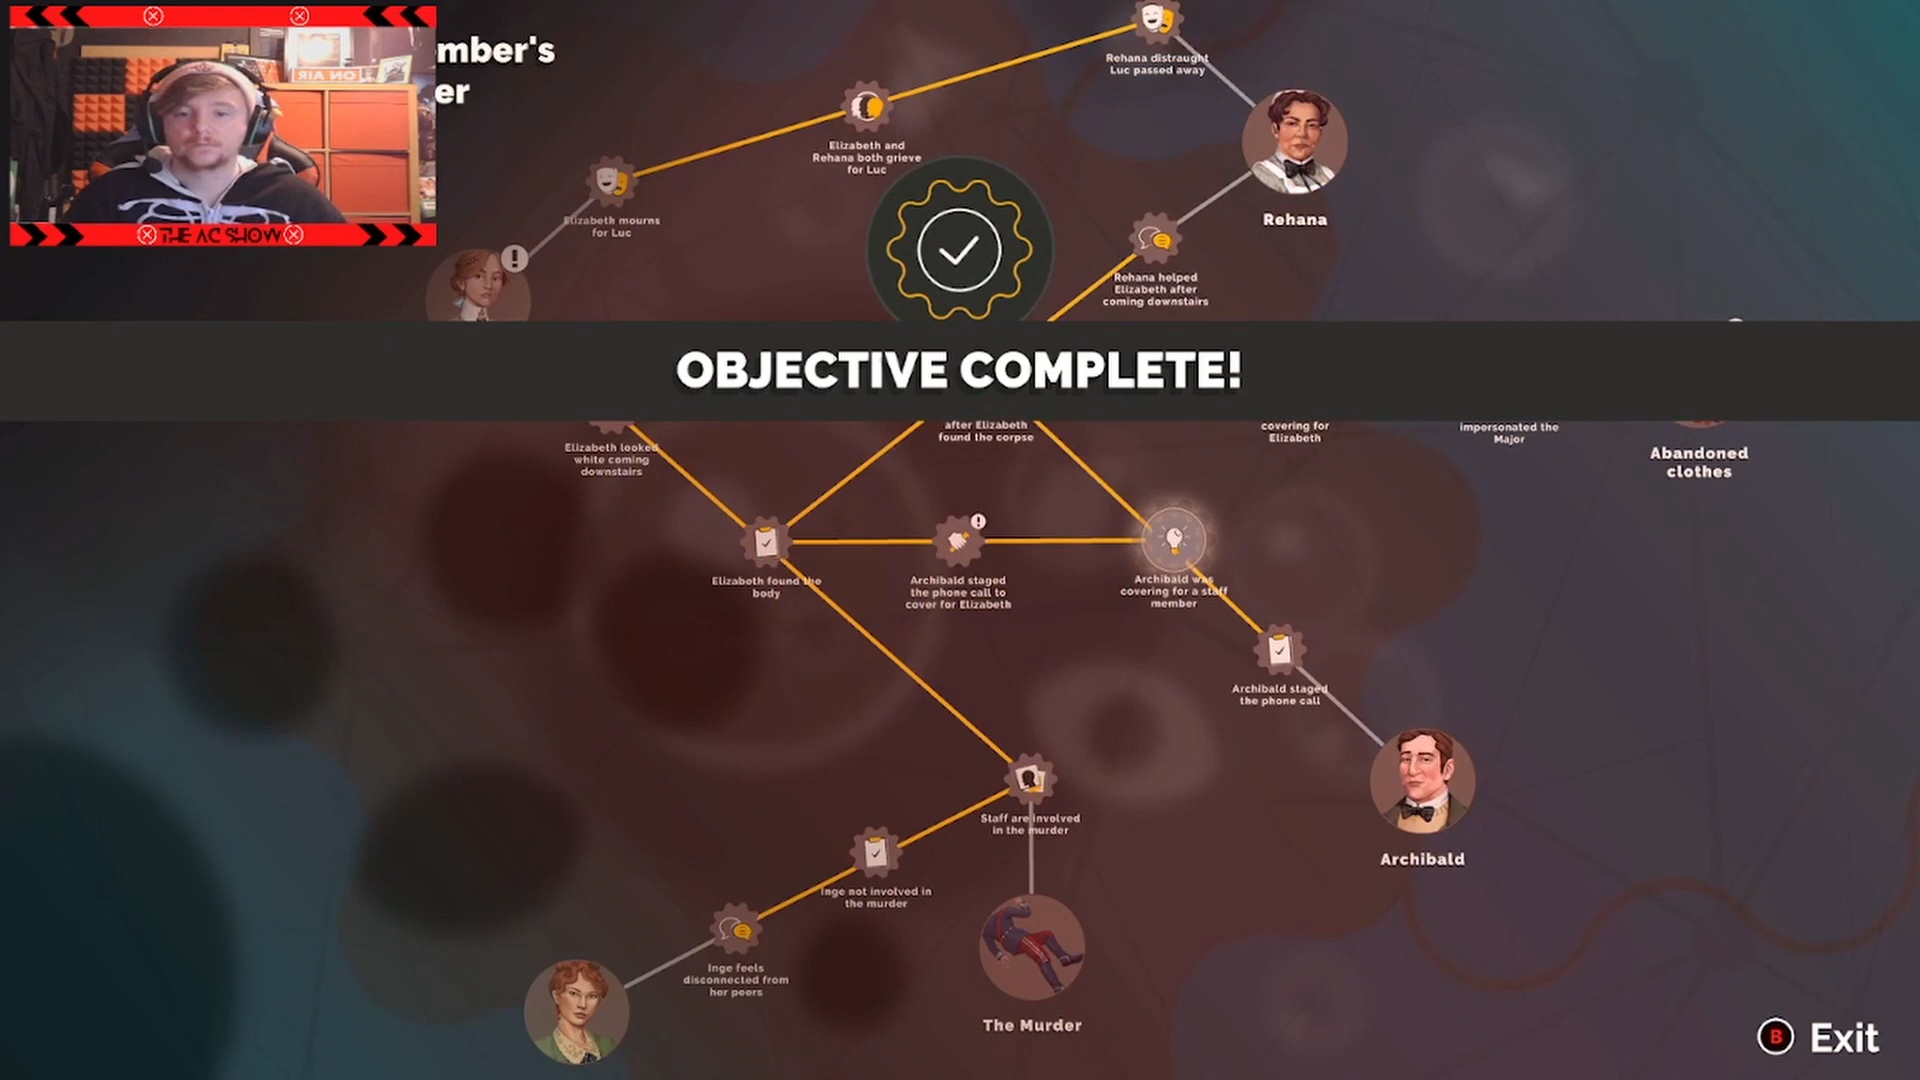 ember's
er
ON AIR
THE AC SHOW
Rehana distraught
Luc passed away
Elizabeth and
Rehana both grieve
for Luc
Elizabeth mourns
for Luc
Rehana
Rehana helped
Elizabeth after
coming downstairs
OBJECTIVE COMPLETE!
Elizabeth looked
white coming
downstairs
after Elizabeth
found the corpse
covering for
Elizabeth
impersonated the
Major
Abandoned
clothes
Elizabeth found the
body
Archibald staged
the phone call to
cover for Elizabeth
Archibald was
covering for a staff
member
Archibald staged
the phone call
Staff are involved
in the murder
Archibald
Inge not involved in
the murder
Inge feels
disconnected from
her peers
The Murder
B Exit